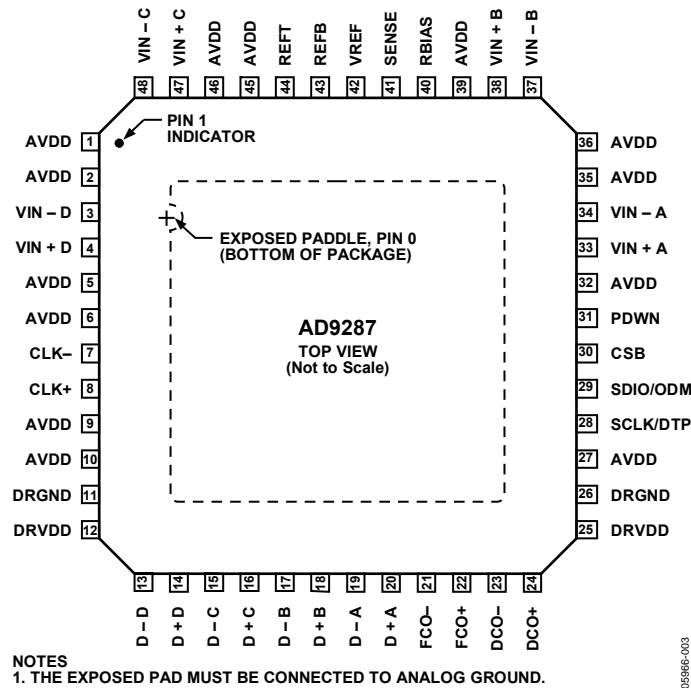 VIN – C
VIN + C
AVDD
AVDD
REFT
REFB
VREF
SENSE
RBIAS
AVDD
VIN + B
VIN – B
48
47
46
45
44
43
42
41
40
39
38
37
PIN 1
INDICATOR
AVDD 1
AVDD 2
VIN – D 3
VIN + D 4
AVDD 5
AVDD 6
CLK– 7
CLK+ 8
AVDD 9
AVDD 10
DRGND 11
DRVDD 12
EXPOSED PADDLE, PIN 0
(BOTTOM OF PACKAGE)
AD9287
TOP VIEW
(Not to Scale)
36 AVDD
35 AVDD
34 VIN – A
33 VIN + A
32 AVDD
31 PDWN
30 CSB
29 SDIO/ODM
28 SCLK/DTP
27 AVDD
26 DRGND
25 DRVDD
13
14
15
16
17
18
19
20
21
22
23
24
D – D
D + D
D – C
D + C
D – B
D + B
D – A
D + A
FCO–
FCO+
DCO–
DCO+
NOTES
1. THE EXPOSED PAD MUST BE CONNECTED TO ANALOG GROUND.
05966-003